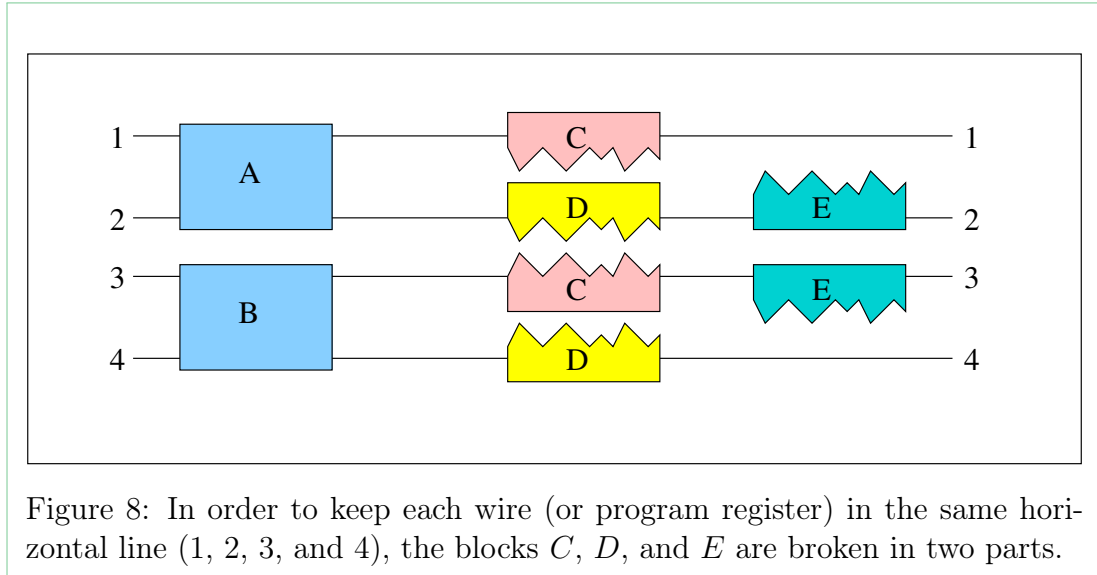 1 C 1
A
2 D E 2
3 C E 3
B
4 D 4
Figure 8: In order to keep each wire (or program register) in the same hori-
zontal line (1, 2, 3, and 4), the blocks C, D, and E are broken in two parts.